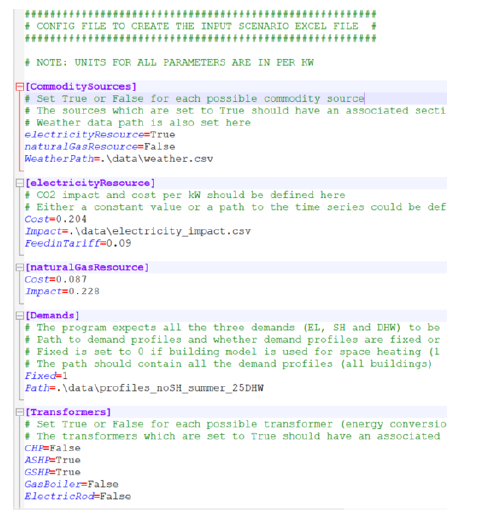 ########################################################
# CONFIG FILE TO CREATE THE INPUT SCENARIO EXCEL FILE  #
########################################################
# NOTE: UNITS FOR ALL PARAMETERS ARE IN PER KW
[CommoditySources]
# Set True or False for each possible commodity source
# The sources which are set to True should have an associated secti
# Weather data path is also set here
electricityResource=True
naturalGasResource=False
WeatherPath=.\data\weather.csv
[electricityResource]
# CO2 impact and cost per kW should be defined here
# Either a constant value or a path to the time series could be def
Cost=0.204
Impact=.\data\electricity_impact.csv
FeedinTariff=0.09
[naturalGasResource]
Cost=0.087
Impact=0.228
[Demands]
# The program expects all the three demands (EL, SH and DHW) to be
# Path to demand profiles and whether demand profiles are fixed or
# Fixed is set to 0 if building model is used for space heating (1
# The path should contain all the demand profiles (all buildings)
Fixed=1
Path=.\data\profiles_noSH_summer_25DHW
[Transformers]
# Set True or False for each possible transformer (energy conversio
# The transformers which are set to True should have an associated
CHP=False
ASHP=True
GSHP=True
GasBoiler=False
ElectricRod=False